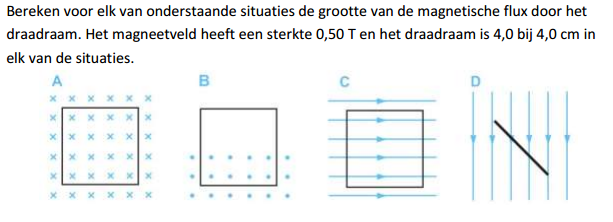 Bereken voor elk van onderstaande situaties de grootte van de magnetische flux door het
draadraam. Het magneetveld heeft een sterkte 0,50 T en het draadraam is 4,0 bij 4,0 cm in
elk van de situaties.
A B C D